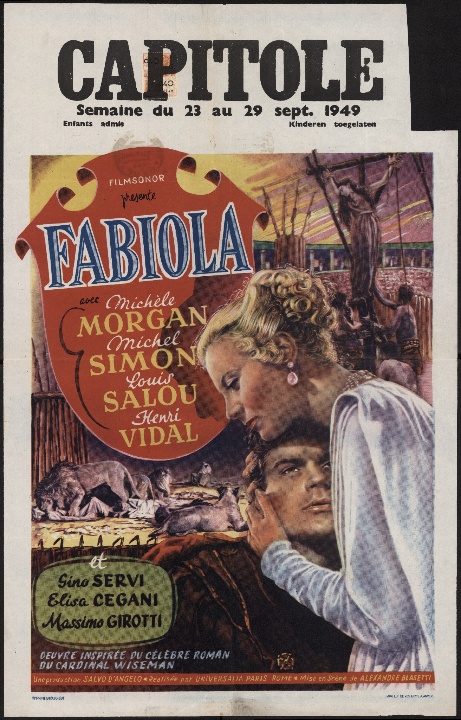 CAPITOLE
Semaine du 23 au 29 sept. 1949
Enfants admis Kinderen toegelaten
FILMSONOR
présente
FABIOLA
avec Michèle
MORGAN
Michel
SIMON
Louis
SALOU
Henri
VIDAL
et
Gino SERVI
Elisa CEGANI
Massimo GIROTTI
OEUVRE INSPIRÉE DU CÉLÈBRE ROMAN
DU CARDINAL WISEMAN
Une production SALVO D'ANGELO • Réalisée par UNIVERSALIA PARIS ROME • Mise en Scène de ALEXANDRE BLASETTI